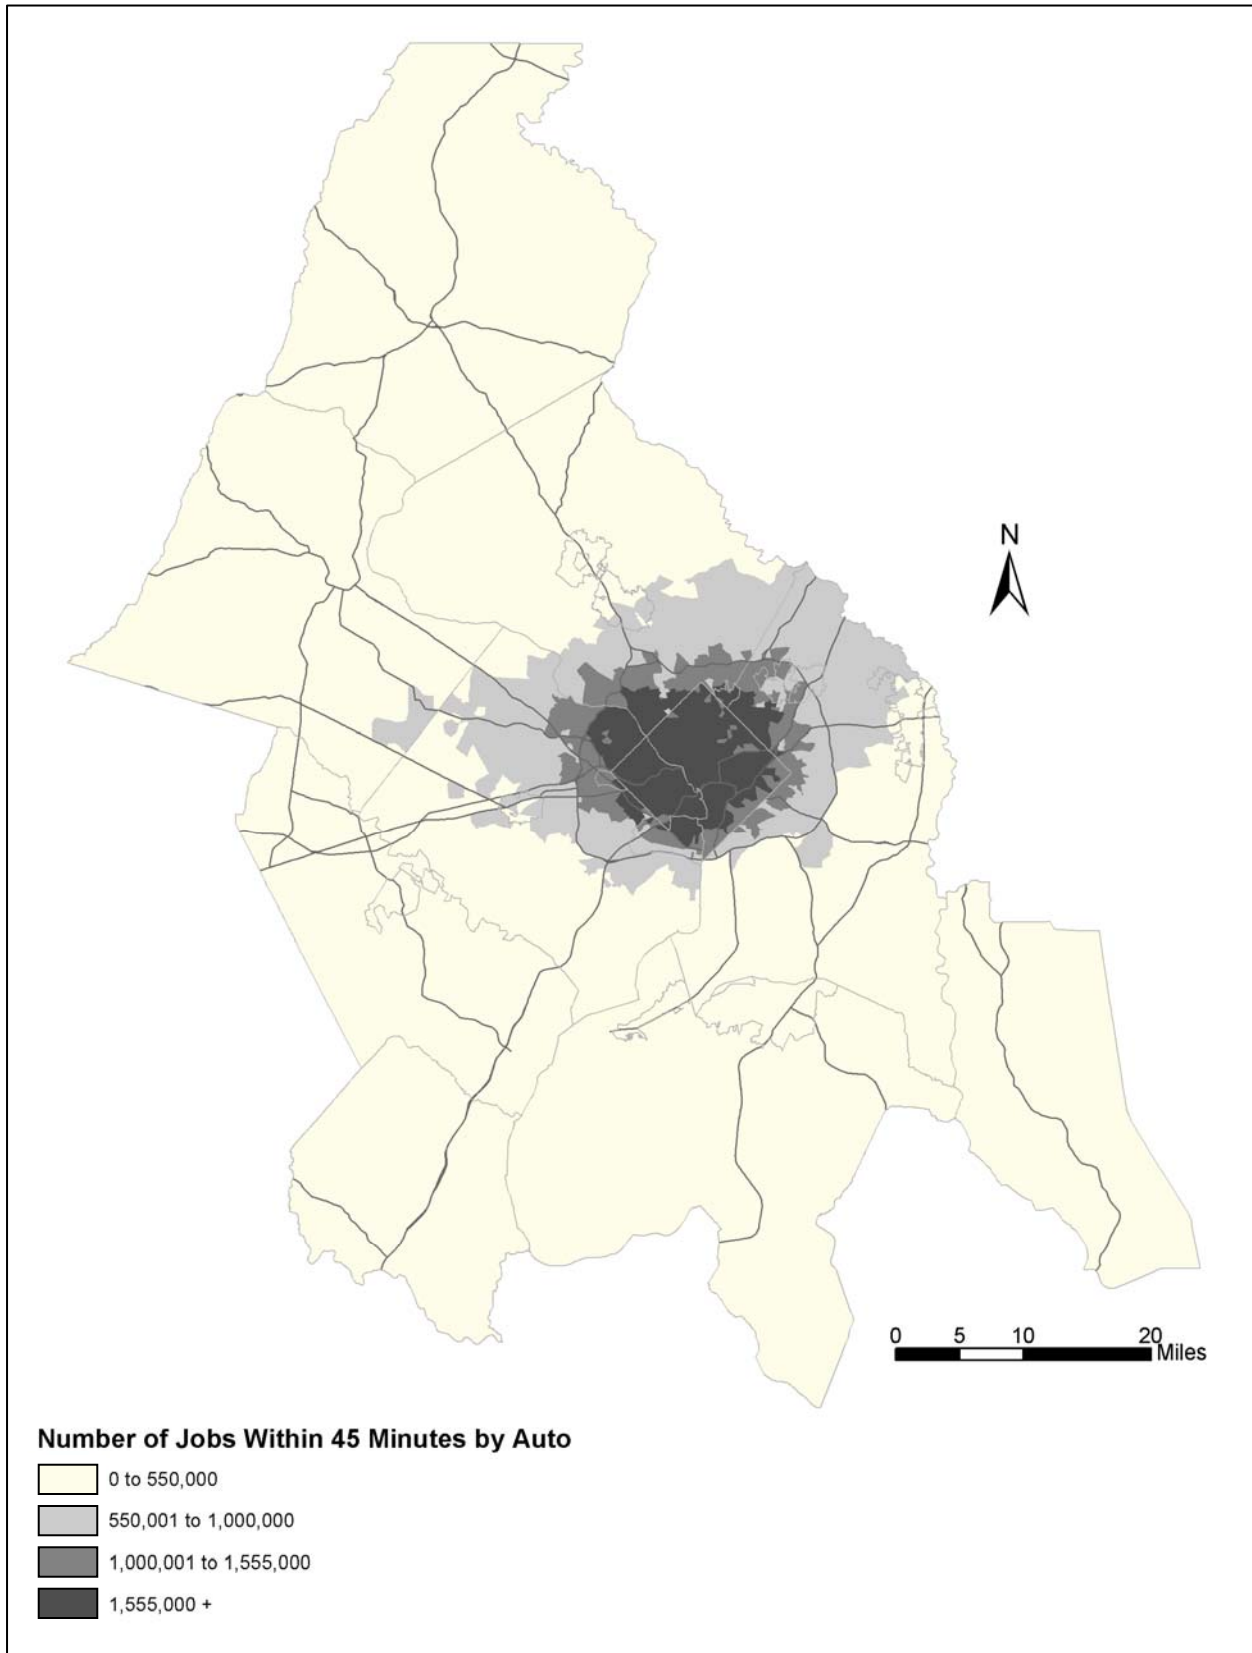 N
0 5 10 20
Miles
Number of Jobs Within 45 Minutes by Auto
0 to 550,000
550,001 to 1,000,000
1,000,001 to 1,555,000
1,555,000 +